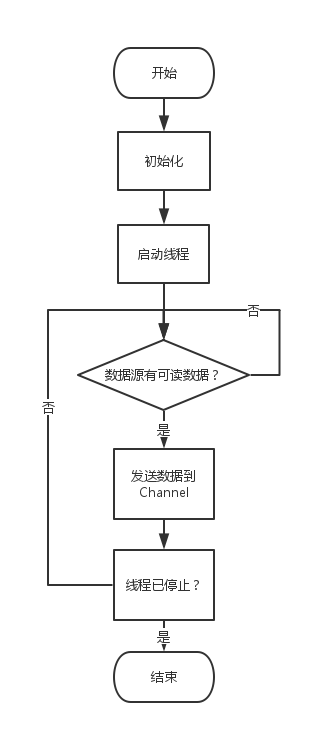 开始
初始化
启动线程
否
数据源有可读数据？
否
是
发送数据到
Channel
线程已停止？
是
结束